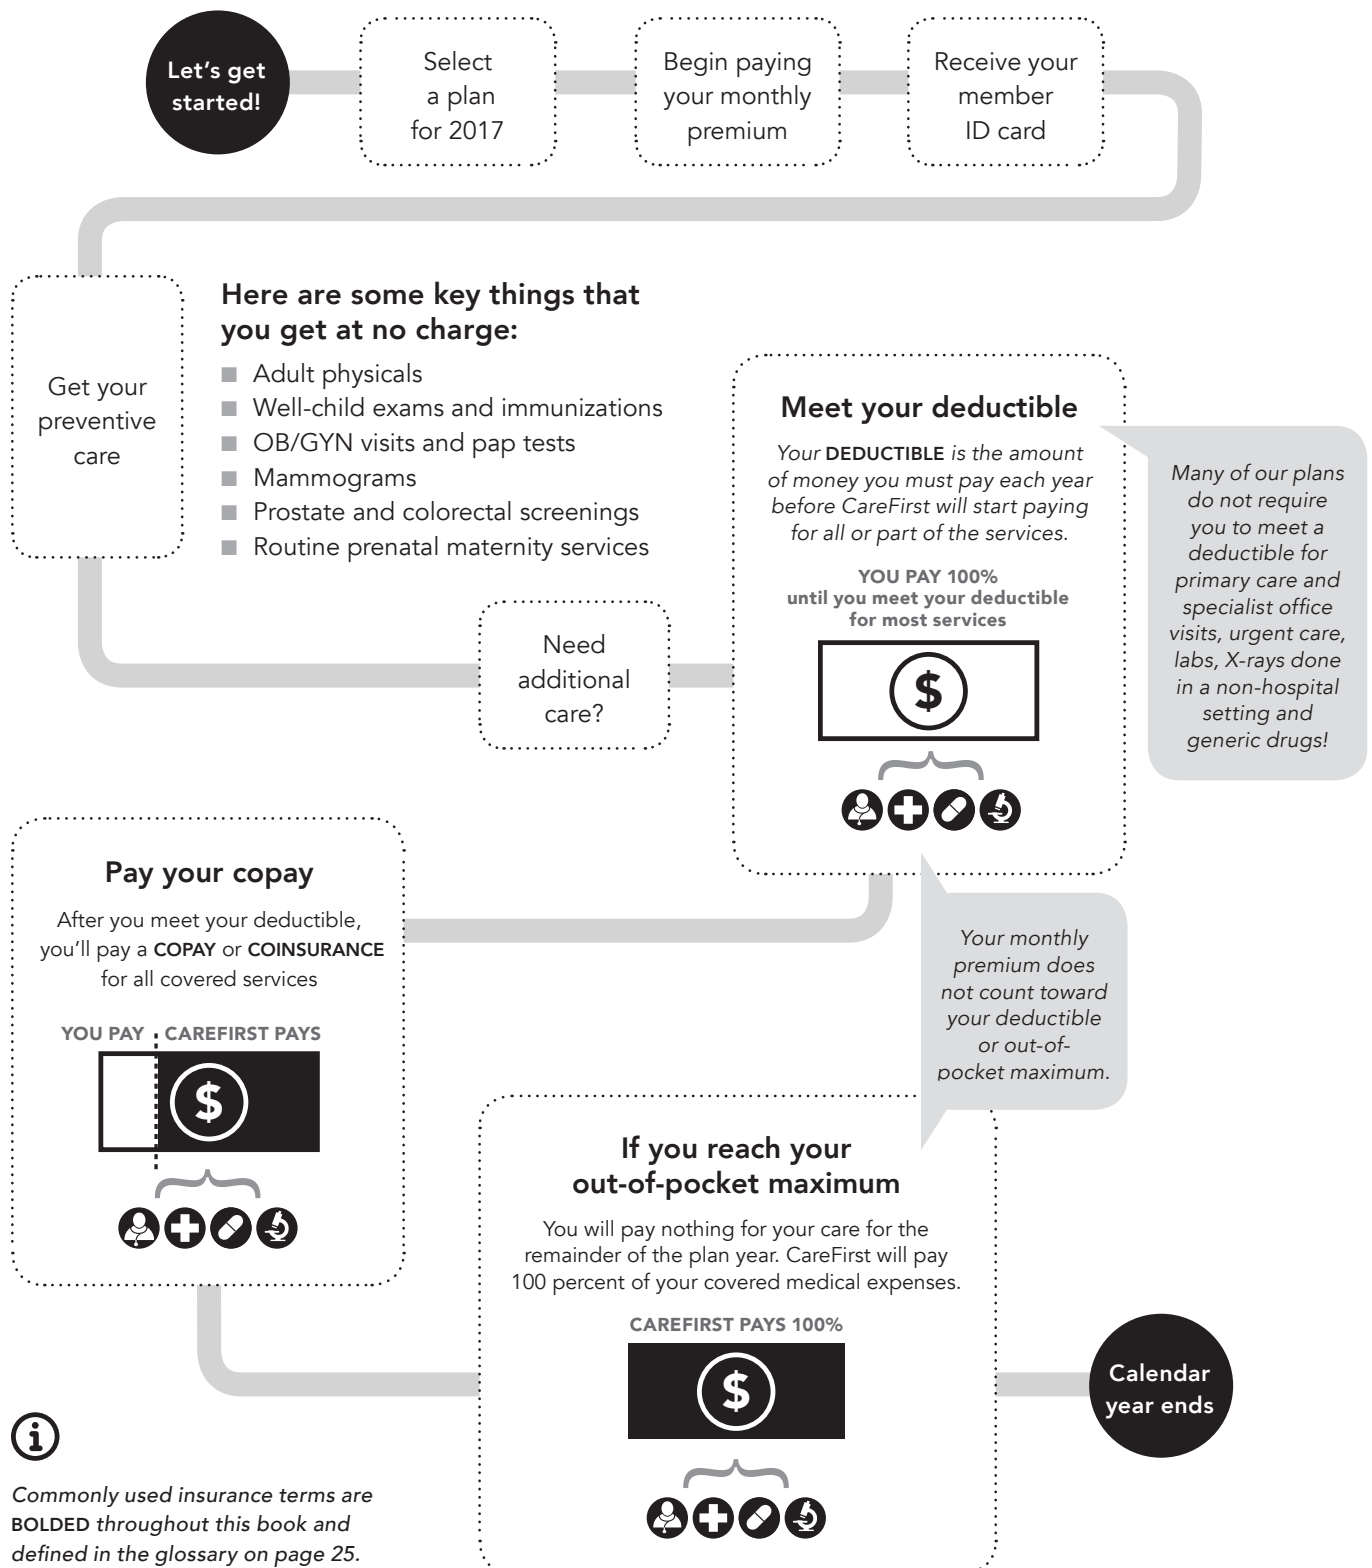 Let's get
started!
Select
a plan
for 2017
Begin paying
your monthly
premium
Receive your
member
ID card
Get your
preventive
care
Here are some key things that
you get at no charge:
■ Adult physicals
■ Well-child exams and immunizations
■ OB/GYN visits and pap tests
■ Mammograms
■ Prostate and colorectal screenings
■ Routine prenatal maternity services
Need
additional
care?
Meet your deductible
Your DEDUCTIBLE is the amount
of money you must pay each year
before CareFirst will start paying
for all or part of the services.
YOU PAY 100%
until you meet your deductible
for most services
$
Many of our plans
do not require
you to meet a
deductible for
primary care and
specialist office
visits, urgent care,
labs, X-rays done
in a non-hospital
setting and
generic drugs!
Pay your copay
After you meet your deductible,
you'll pay a COPAY or COINSURANCE
for all covered services
YOU PAY CAREFIRST PAYS
$
Your monthly
premium does
not count toward
your deductible
or out-of-
pocket maximum.
If you reach your
out-of-pocket maximum
You will pay nothing for your care for the
remainder of the plan year. CareFirst will pay
100 percent of your covered medical expenses.
CAREFIRST PAYS 100%
$
Calendar
year ends
i
Commonly used insurance terms are
BOLDED throughout this book and
defined in the glossary on page 25.